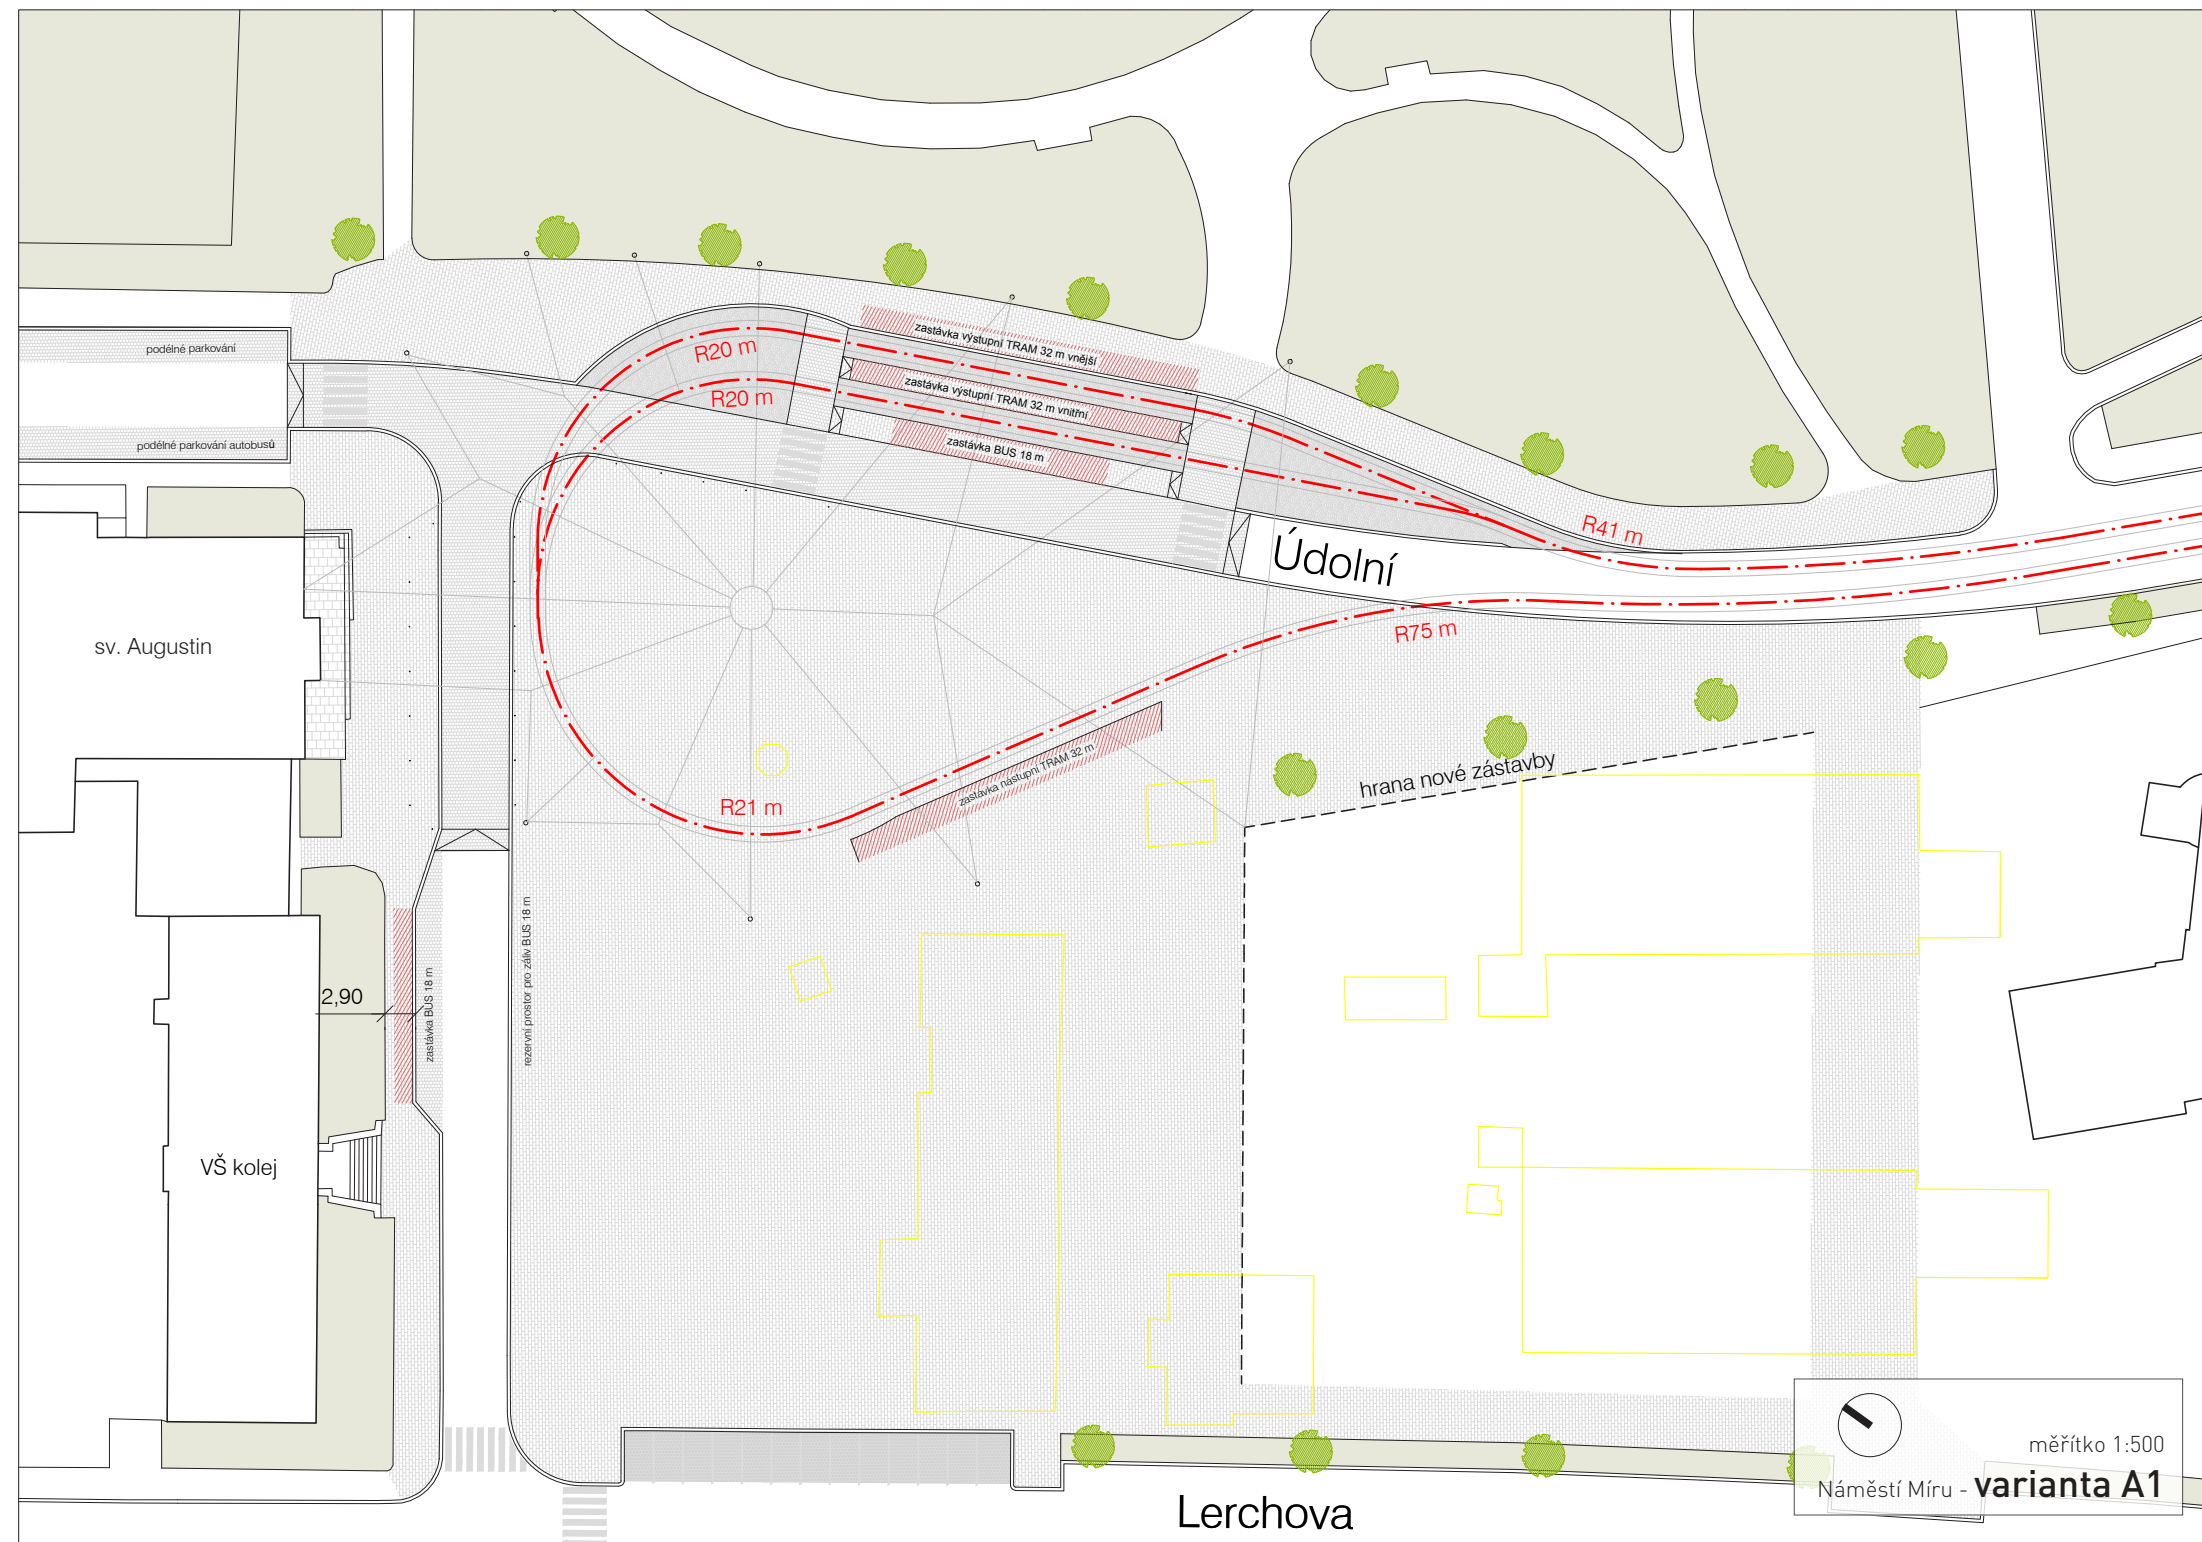 podélné parkování
podélné parkování autobusů
R20 m
R20 m
zastávka výstupní TRAM 32 m vnější
zastávka výstupní TRAM 32 m vnitřní
zastávka BUS 18 m
Údolní
R41 m
R75 m
sv. Augustin
R21 m
zastávka nástupní TRAM 32 m
hrana nové zástavby
rezervní prostor pro záliv BUS 18 m
zastávka BUS 18 m
2,90
VŠ kolej
Lerchova
měřítko 1:500
Náměstí Míru - varianta A1